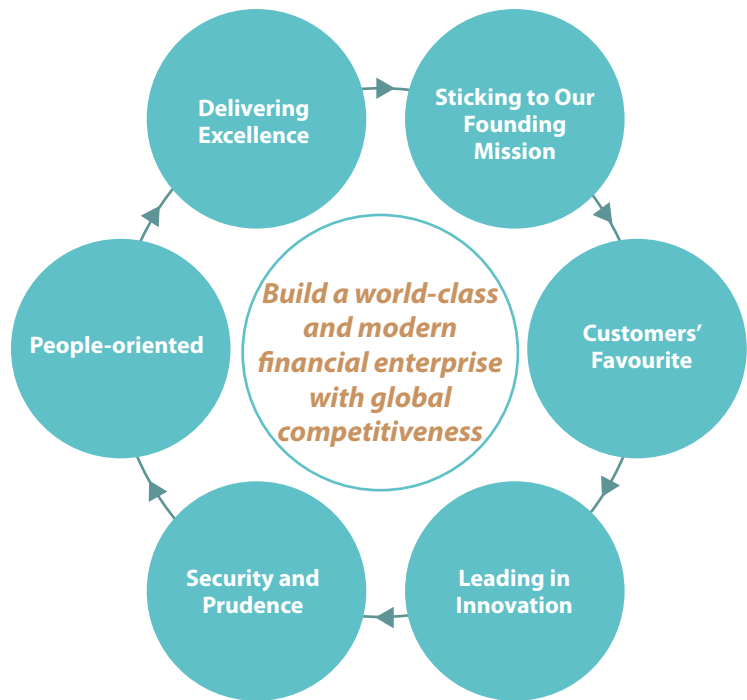 Delivering
Excellence
Sticking to Our
Founding
Mission
Customers’
Favourite
Leading in
Innovation
Security and
Prudence
People-oriented
Build a world-class
and modern
financial enterprise
with global
competitiveness